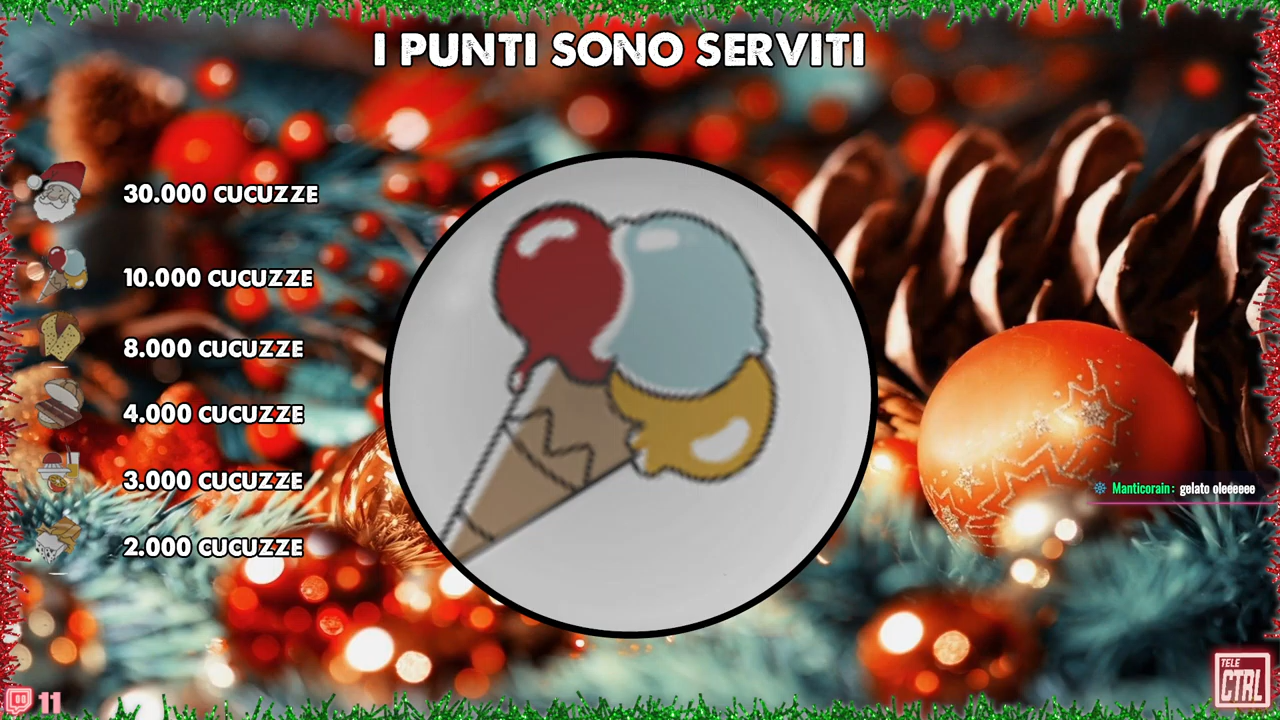 I PUNTI SONO SERVITI
30.000 CUCUZZE
10.000 CUCUZZE
8.000 CUCUZZE
4.000 CUCUZZE
3.000 CUCUZZE
2.000 CUCUZZE
Manticorain: gelato oleeeeee
11
TELE
CTRL